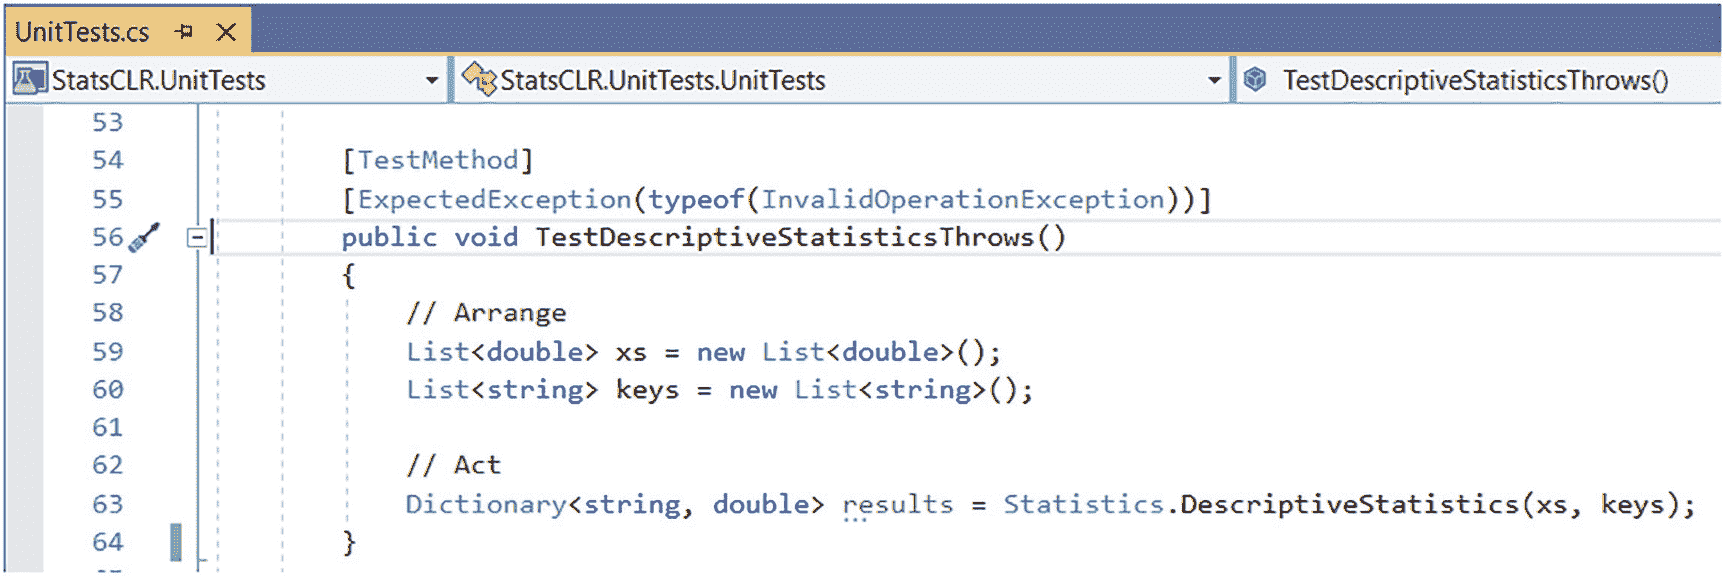 UnitTests.cs
StatsCLR.UnitTests StatsCLR.UnitTests.UnitTests TestDescriptiveStatisticsThrows()
53
54 [TestMethod]
55 [ExpectedException(typeof(InvalidOperationException))]
56 public void TestDescriptiveStatisticsThrows()
57 {
58 // Arrange
59 List<double> xs = new List<double>();
60 List<string> keys = new List<string>();
61
62 // Act
63 Dictionary<string, double> results = Statistics.DescriptiveStatistics(xs, keys);
64 }